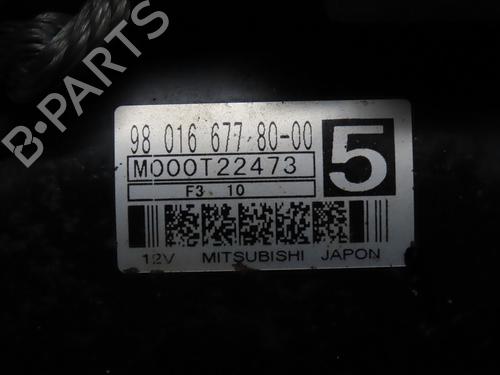 B-PARTS
98 016 677 80-00
M000T22473
5
F3 10
12V MITSUBISHI JAPON